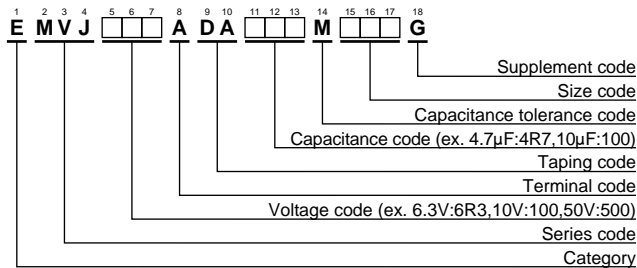 1 2 3 4 5 6 7 8 9 10 11 12 13 14 15 16 17 18
E M V J A D A M G
Supplement code
Size code
Capacitance tolerance code
Capacitance code (ex. 4.7µF:4R7,10µF:100)
Taping code
Terminal code
Voltage code (ex. 6.3V:6R3,10V:100,50V:500)
Series code
Category